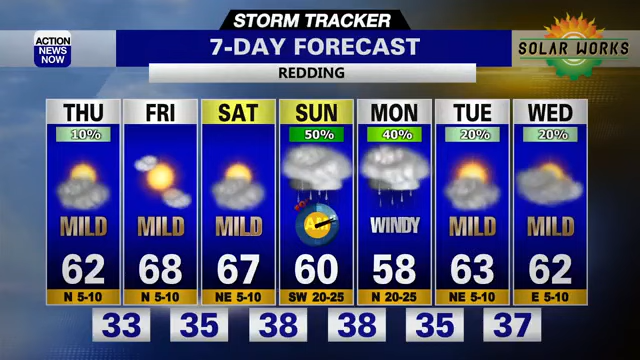 STORM TRACKER
ACTION
NEWS
NOW
7-DAY FORECAST
SOLAR WORKS
REDDING
THU FRI SAT SUN MON TUE WED
10% 50% 40% 20% 20%
MILD MILD MILD WINDY MILD MILD
62 68 67 60 58 63 62
N 5-10 N 5-10 NE 5-10 SW 20-25 N 20-25 NE 5-10 E 5-10
33 35 38 38 35 37